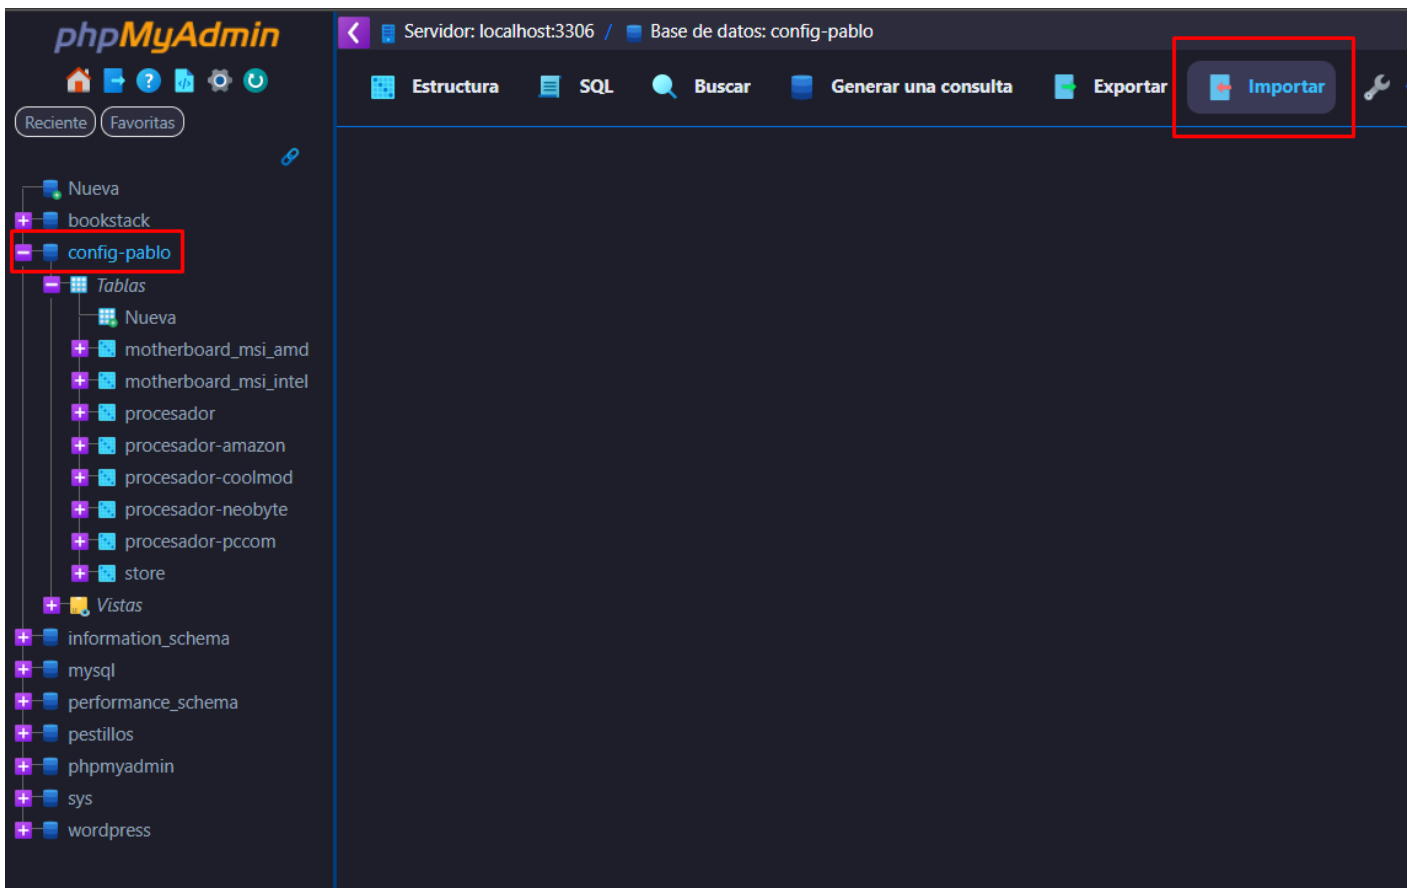 phpMyAdmin
Reciente Favoritas
Nueva
bookstack
config-pablo
Tablas
Nueva
motherboard_msi_amd
motherboard_msi_intel
procesador
procesador-amazon
procesador-coolmod
procesador-neobyte
procesador-pccom
store
Vistas
information_schema
mysql
performance_schema
pestillos
phpmyadmin
sys
wordpress
Servidor: localhost:3306 / Base de datos: config-pablo
Estructura SQL Buscar Generar una consulta Exportar Importar